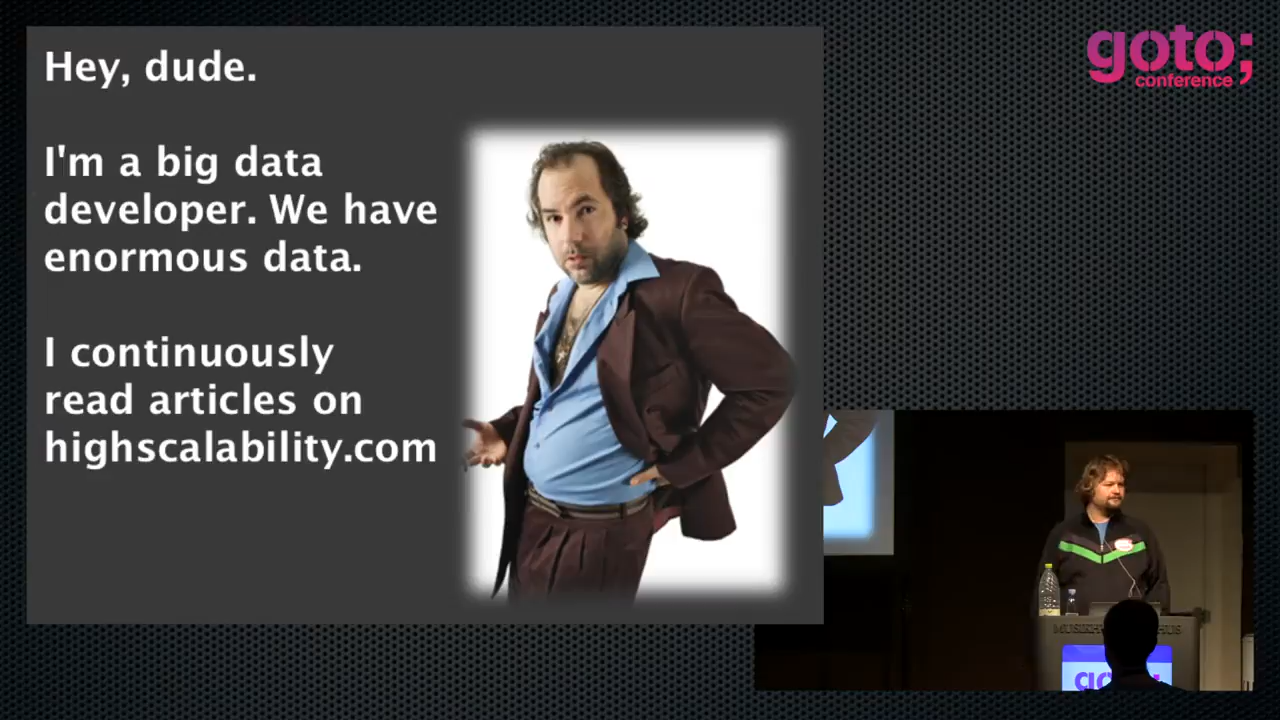 Hey, dude.
I'm a big data
developer. We have
enormous data.
I continuously
read articles on
highscalability.com
goto;
conference